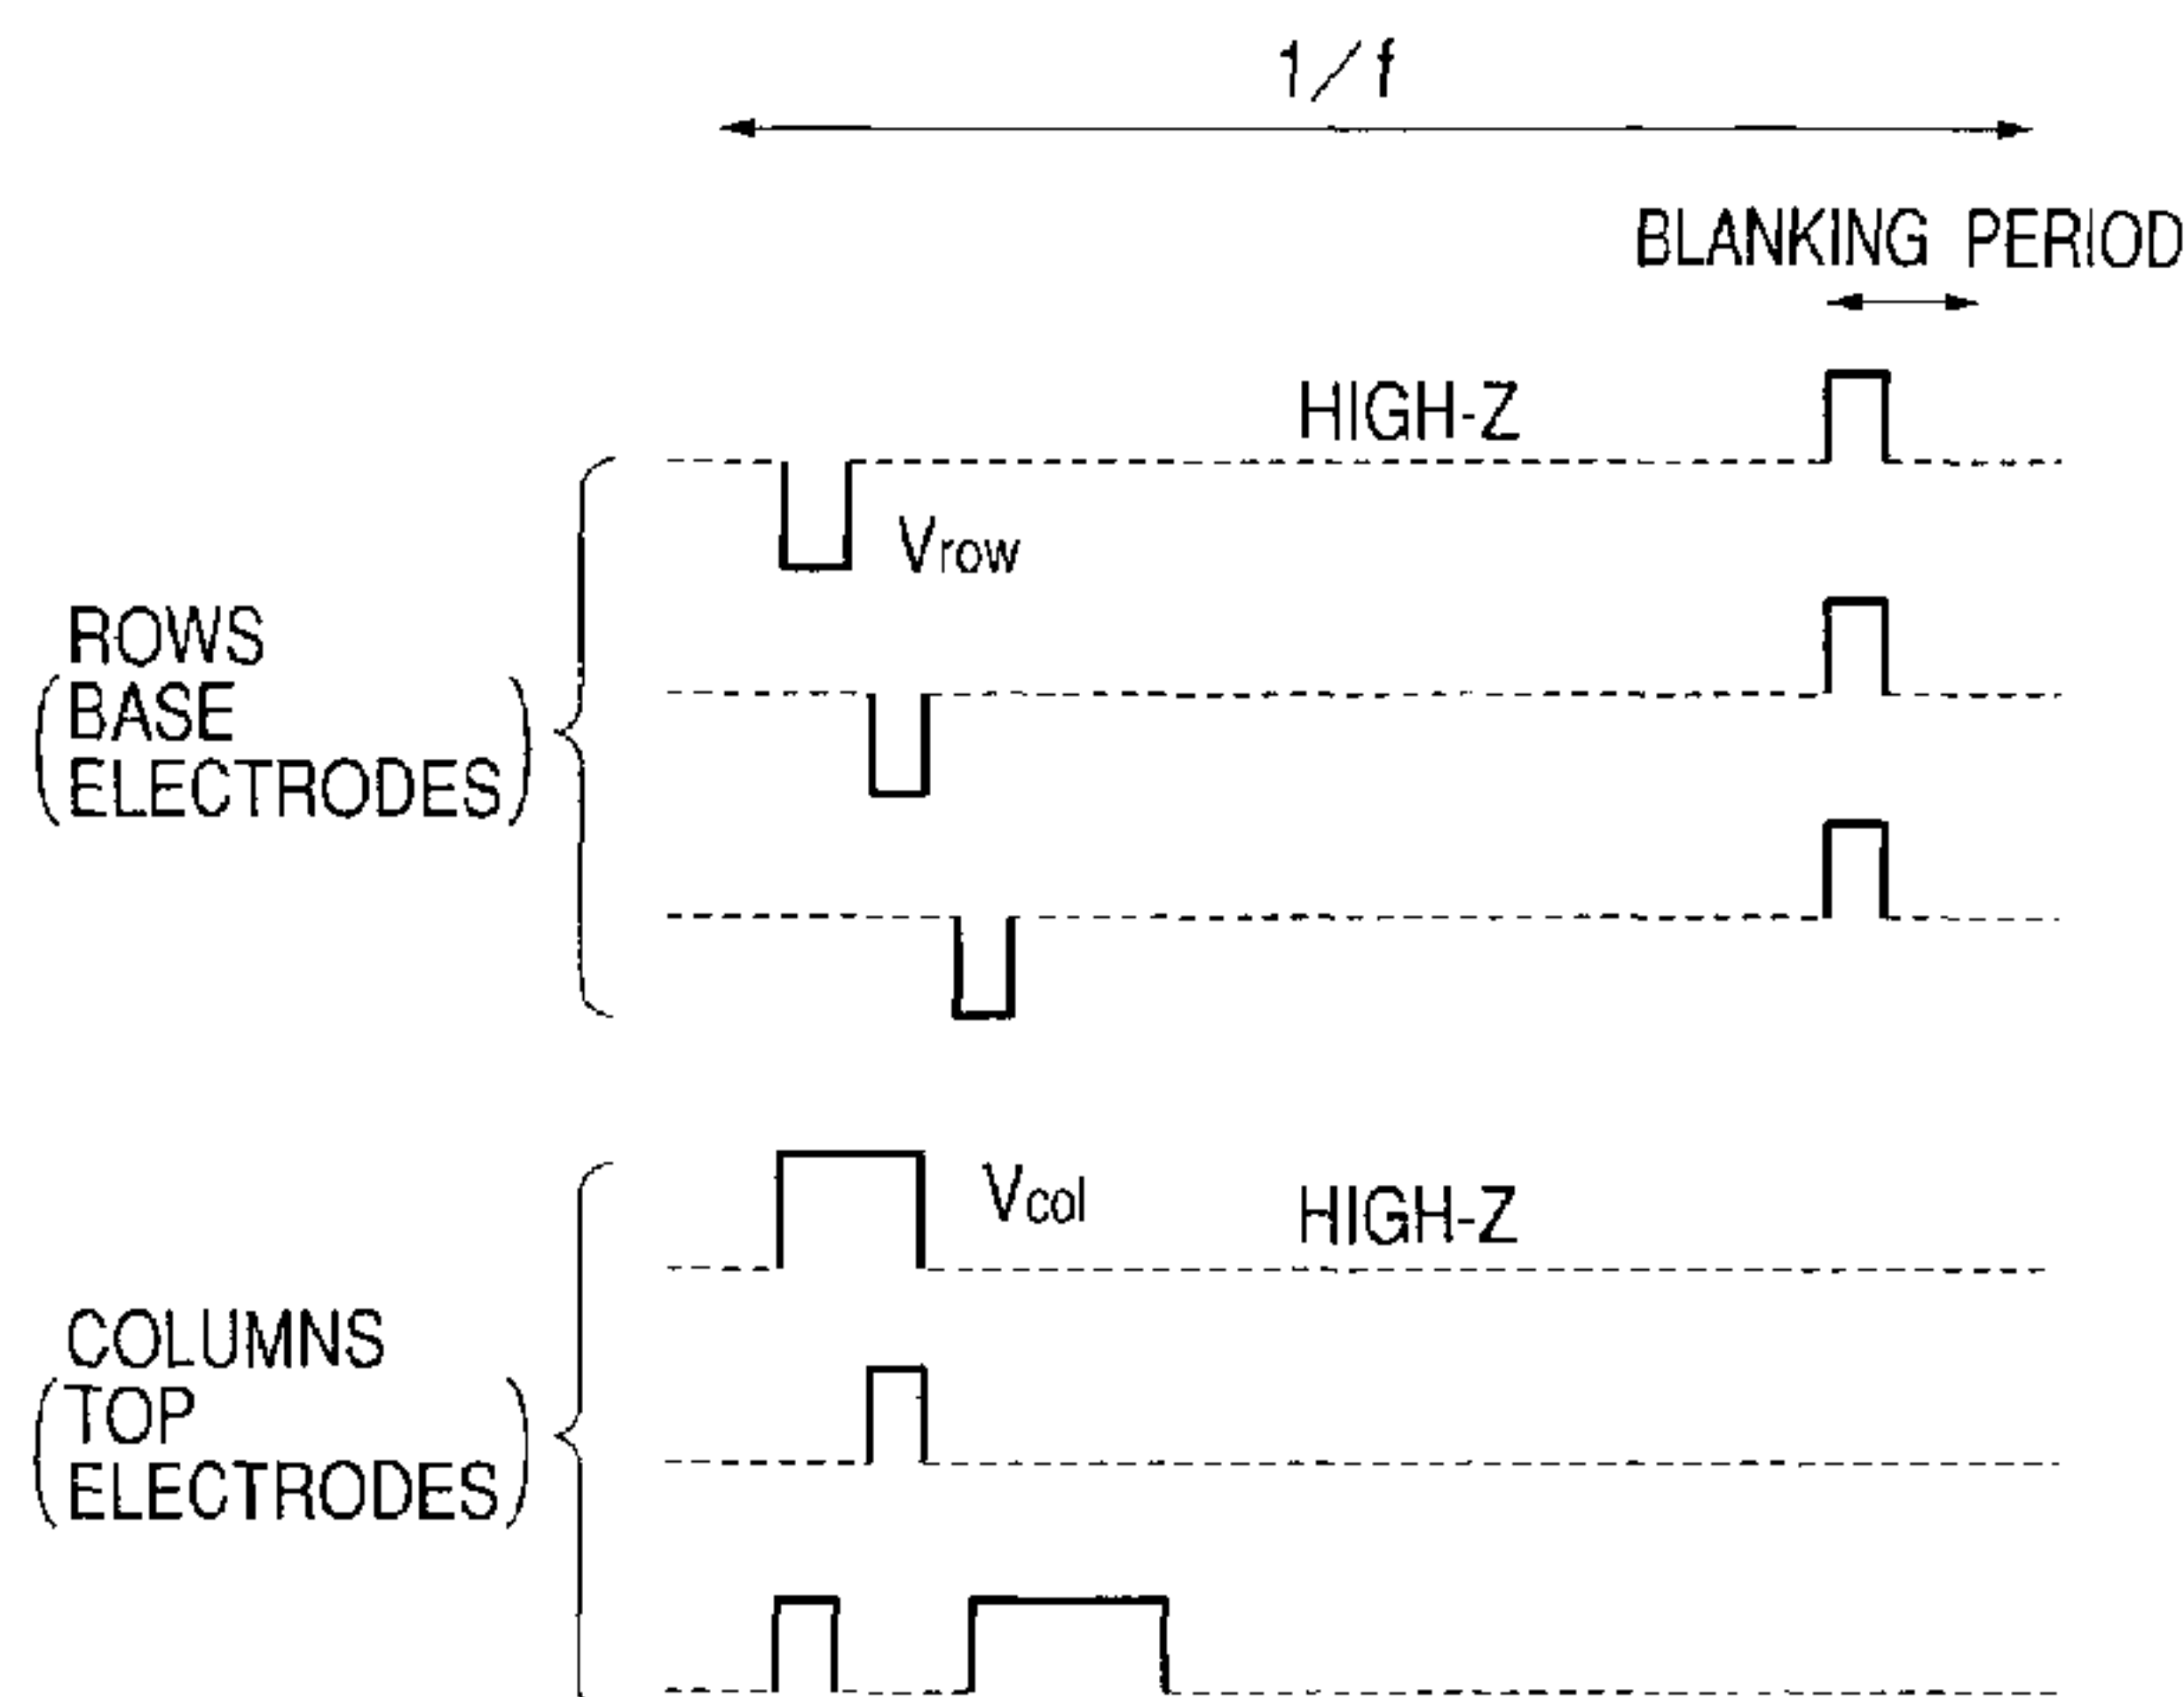 1/f
BLANKING PERIOD
HIGH-Z
Vrow
ROWS
(BASE
ELECTRODES)
Vcol
HIGH-Z
COLUMNS
(TOP
ELECTRODES)